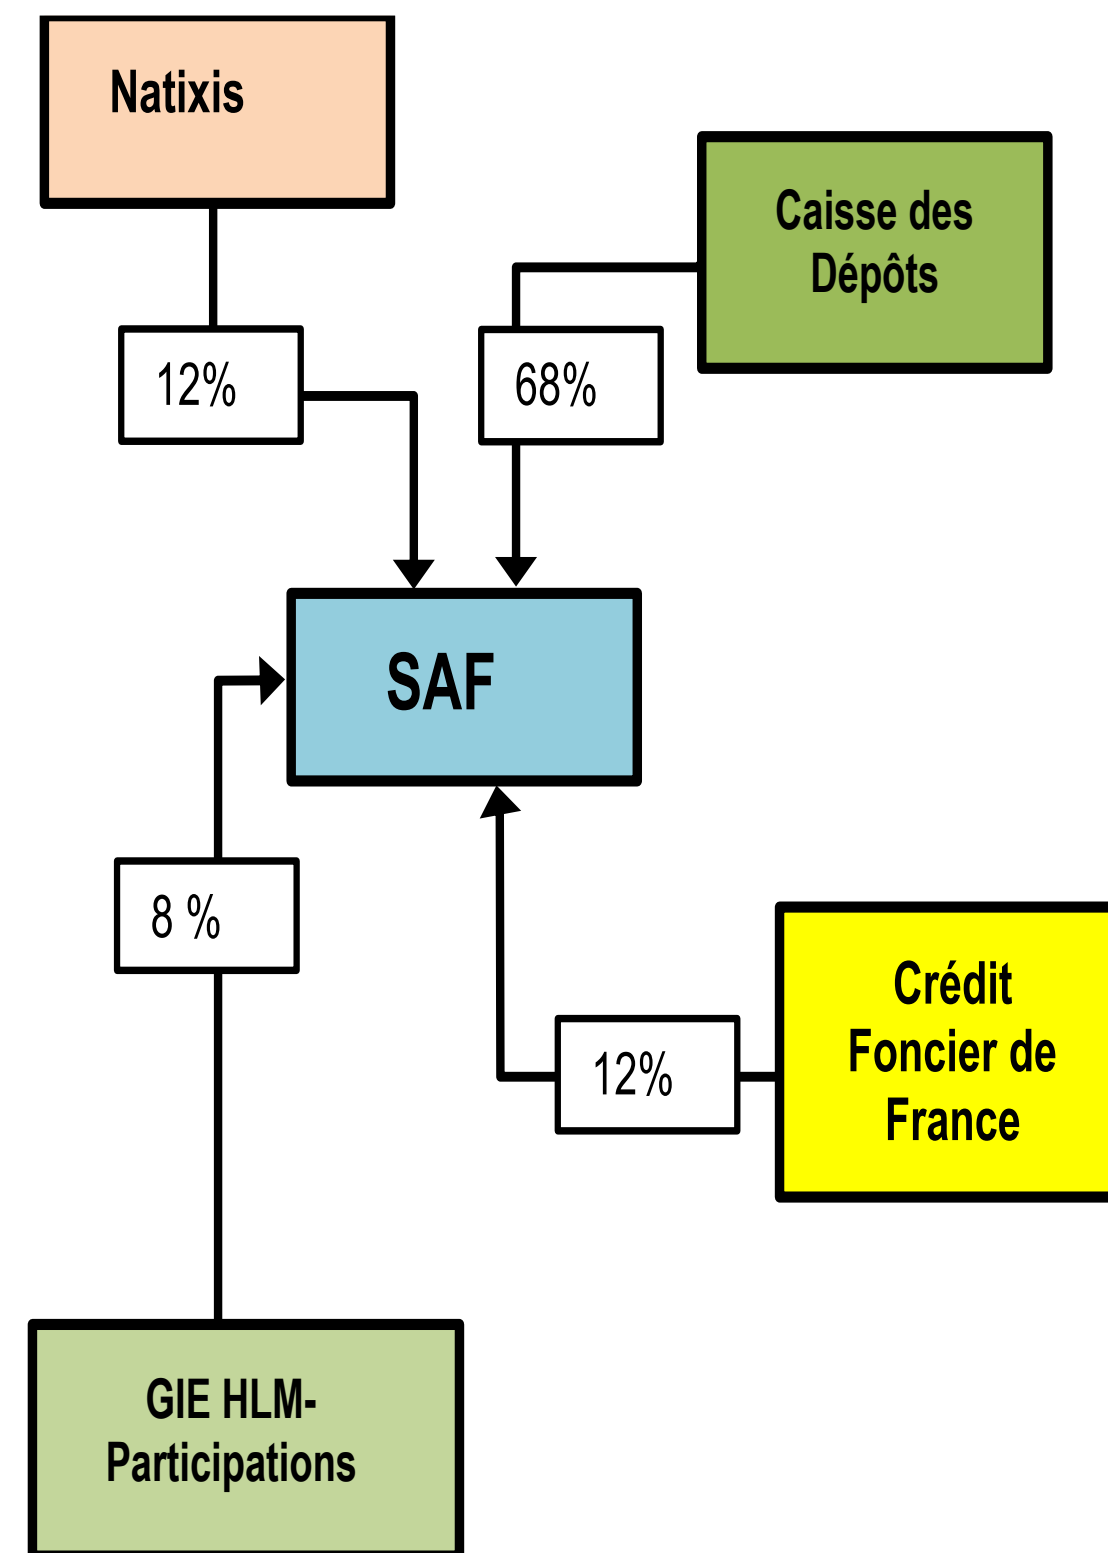 Natixis
Caisse des
Dépôts
12%
68%
SAF
8 %
Crédit
Foncier de
France
12%
GIE HLM-
Participations